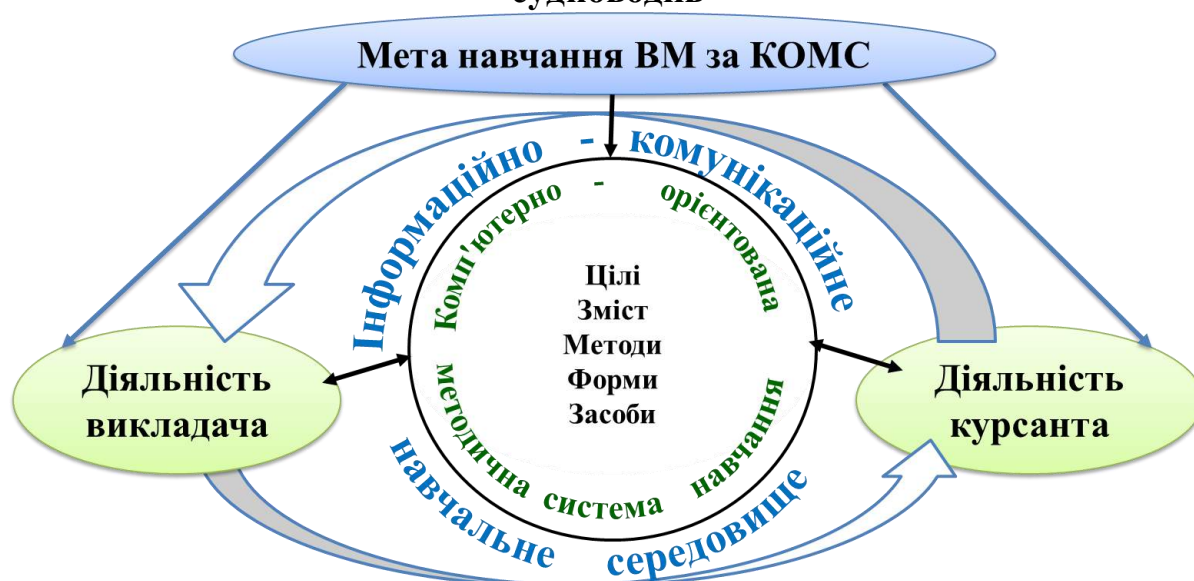 судноводів
Мета навчання ВМ за КОМС
Інформаційно - комунікаційне
Комп'ютерно - орієнтована
Цілі
Зміст
Методи
Форми
Засоби
Діяльність
викладача
Діяльність
курсанта
методична система навчання
навчальне середовище